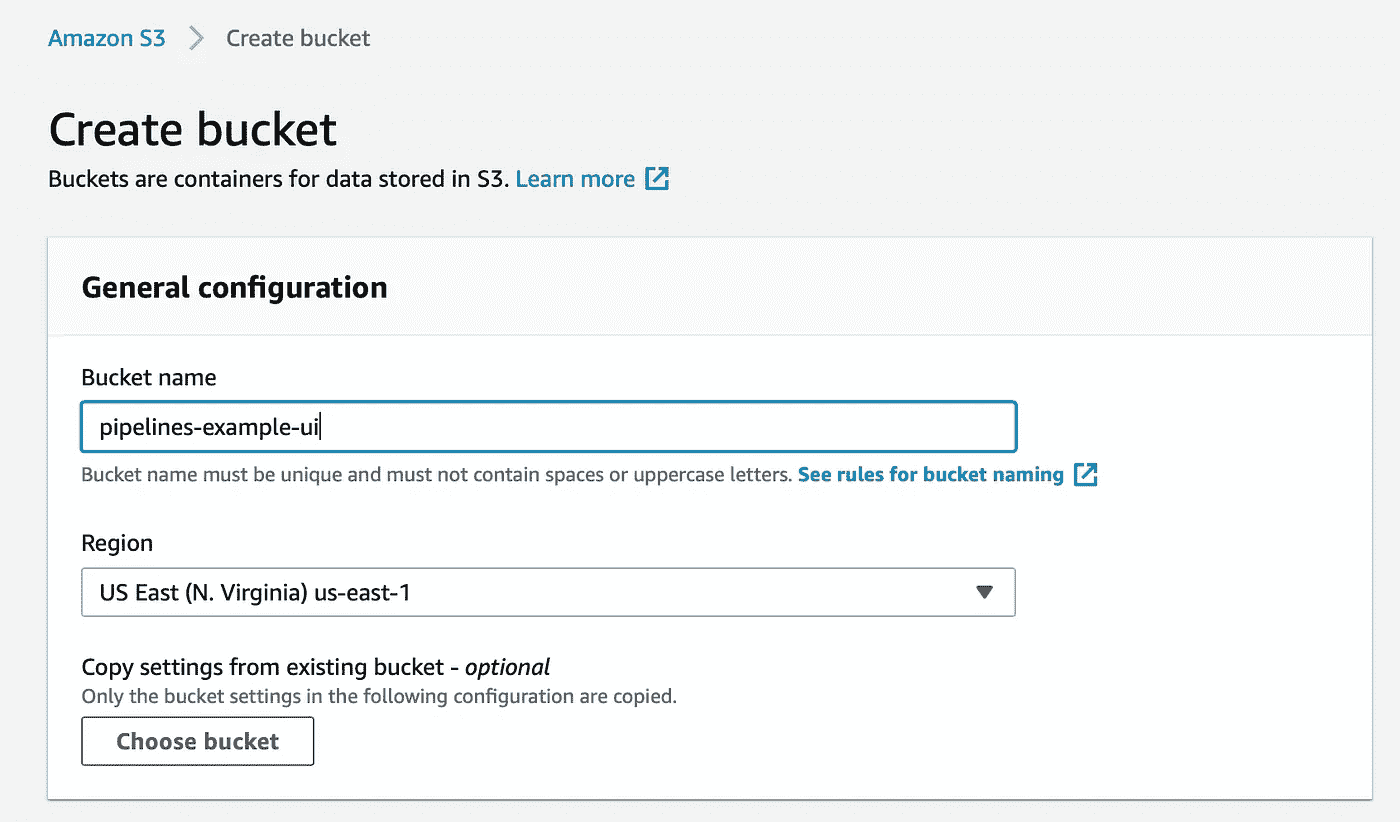 Amazon S3 Create bucket
Create bucket
Buckets are containers for data stored in S3. Learn more
General configuration
Bucket name
pipelines-example-ui
Bucket name must be unique and must not contain spaces or uppercase letters. See rules for bucket naming
Region
US East (N. Virginia) us-east-1
Copy settings from existing bucket - optional
Only the bucket settings in the following configuration are copied.
Choose bucket